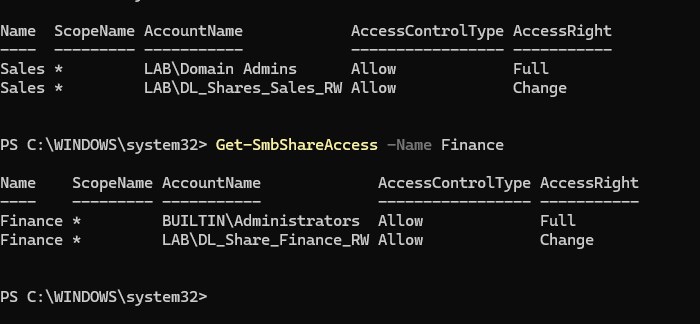 Name  ScopeName AccountName            AccessControlType AccessRight
----  --------- -----------            ----------------- -----------
Sales *         LAB\Domain Admins      Allow             Full
Sales *         LAB\DL_Shares_Sales_RW Allow             Change
PS C:\WINDOWS\system32> Get-SmbShareAccess -Name Finance
Name    ScopeName AccountName             AccessControlType AccessRight
----    --------- -----------             ----------------- -----------
Finance *         BUILTIN\Administrators  Allow             Full
Finance *         LAB\DL_Share_Finance_RW Allow             Change
PS C:\WINDOWS\system32>